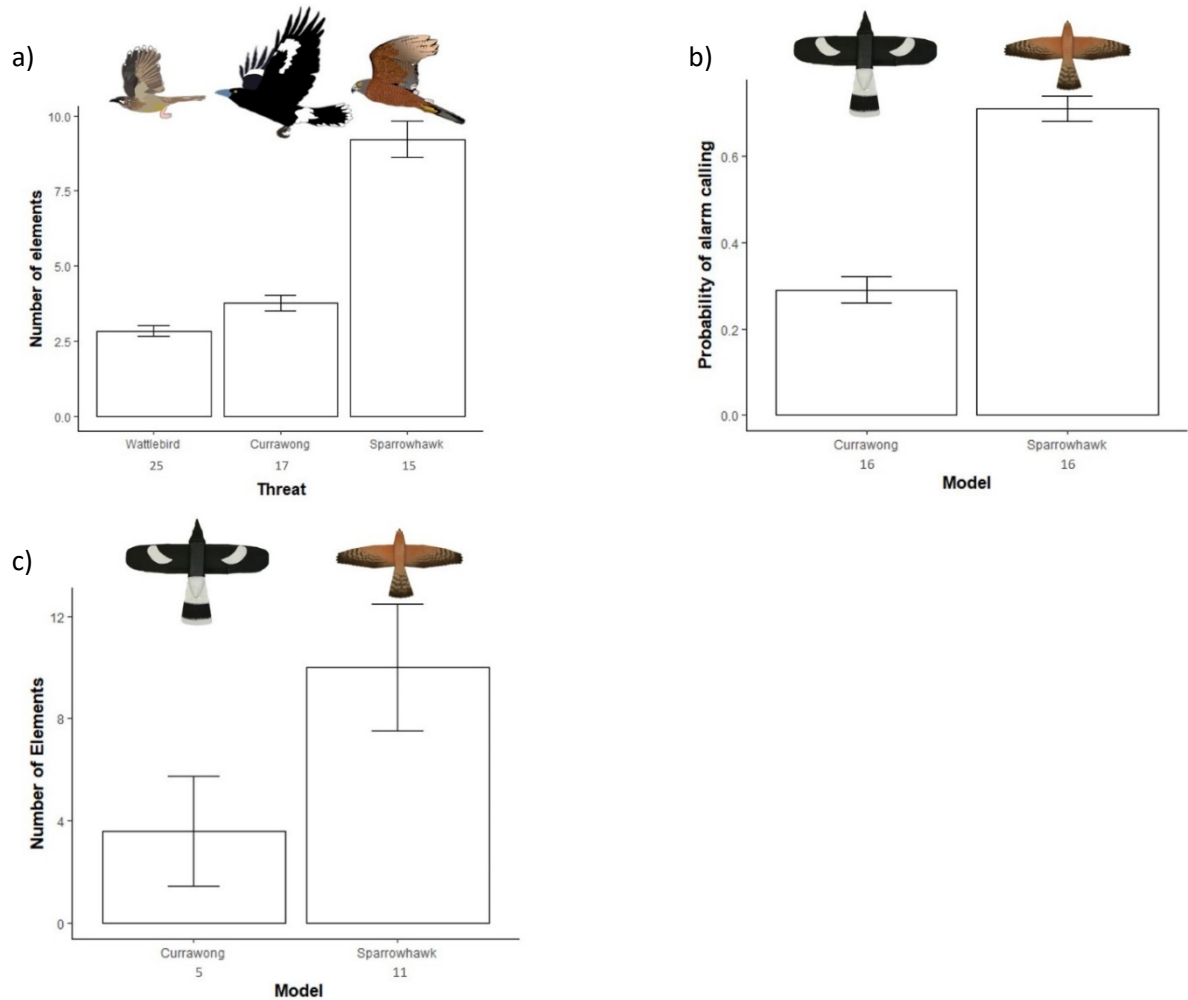 a)
Number of elements
10.0
7.5
5.0
2.5
0.0
Wattlebird Currawong Sparrowhawk
25 17 15
Threat
b)
Probability of alarm calling
0.6
0.4
0.2
0.0
Currawong Sparrowhawk
16 16
Model
c)
Number of Elements
12
8
4
0
Currawong Sparrowhawk
5 11
Model